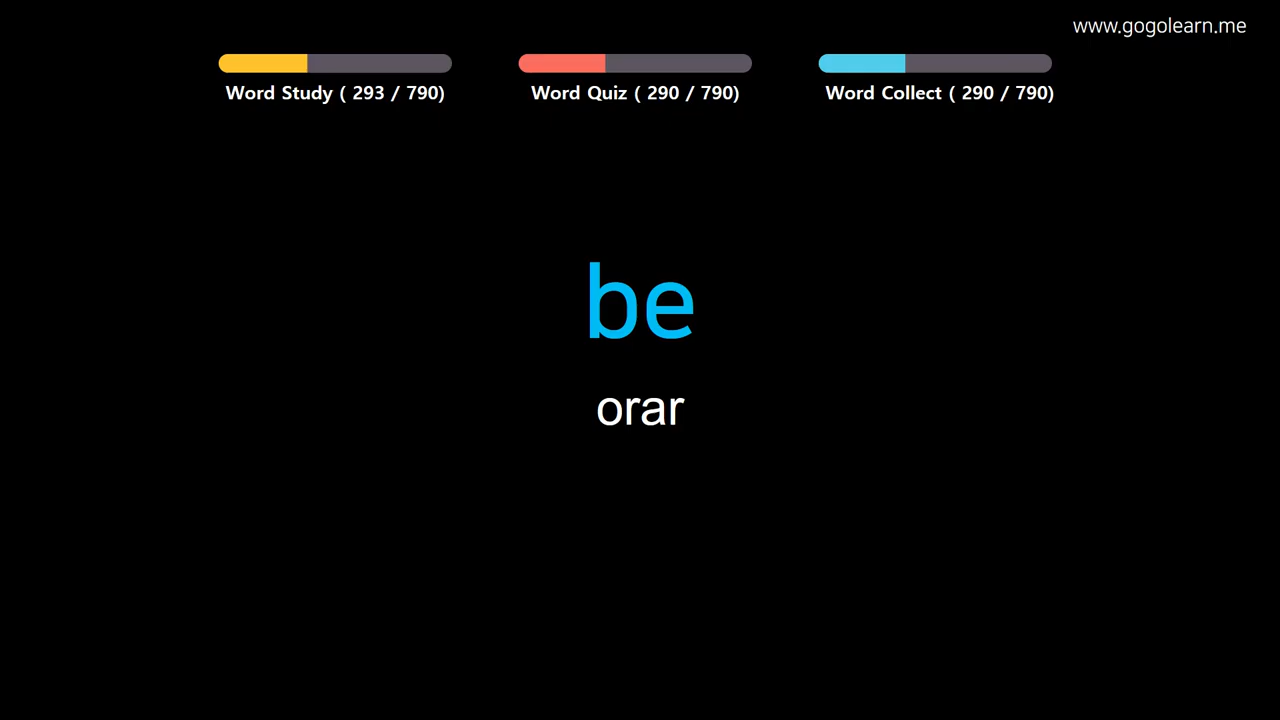 www.gogolearn.me
Word Study ( 293 / 790)
Word Quiz ( 290 / 790)
Word Collect ( 290 / 790)
be
orar